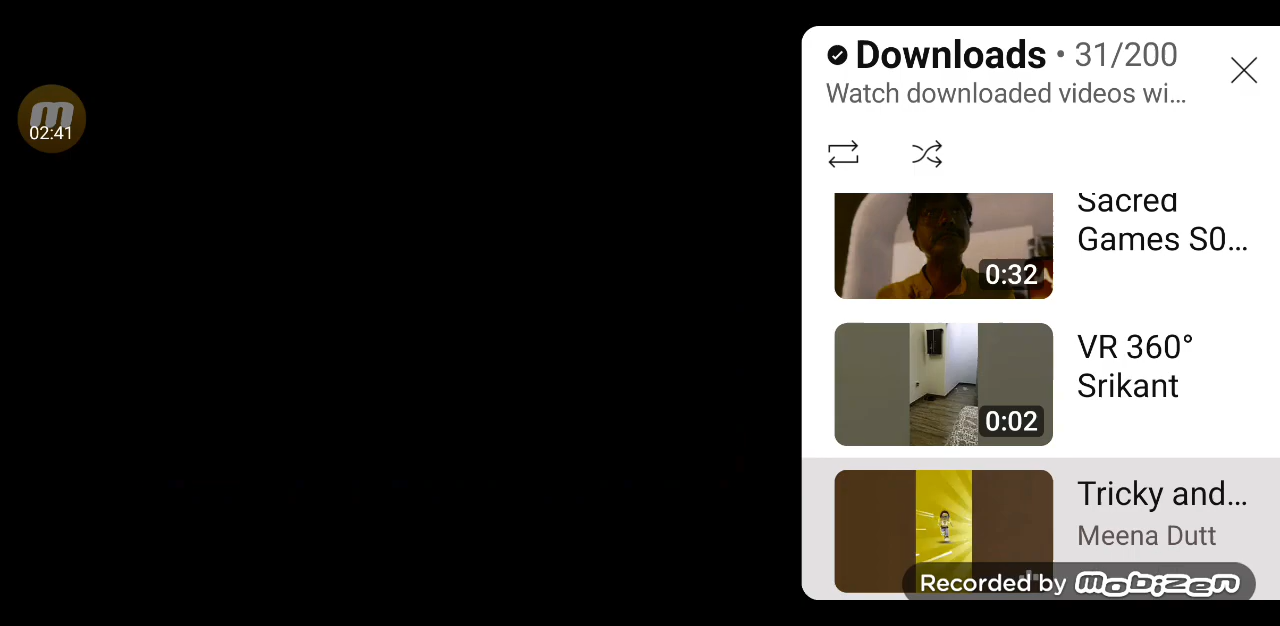 Downloads • 31/200
Watch downloaded videos wi...
m
02:41
Sacred
Games S0...
0:32
VR 360°
Srikant
0:02
Tricky and...
Meena Dutt
Recorded by mobizen